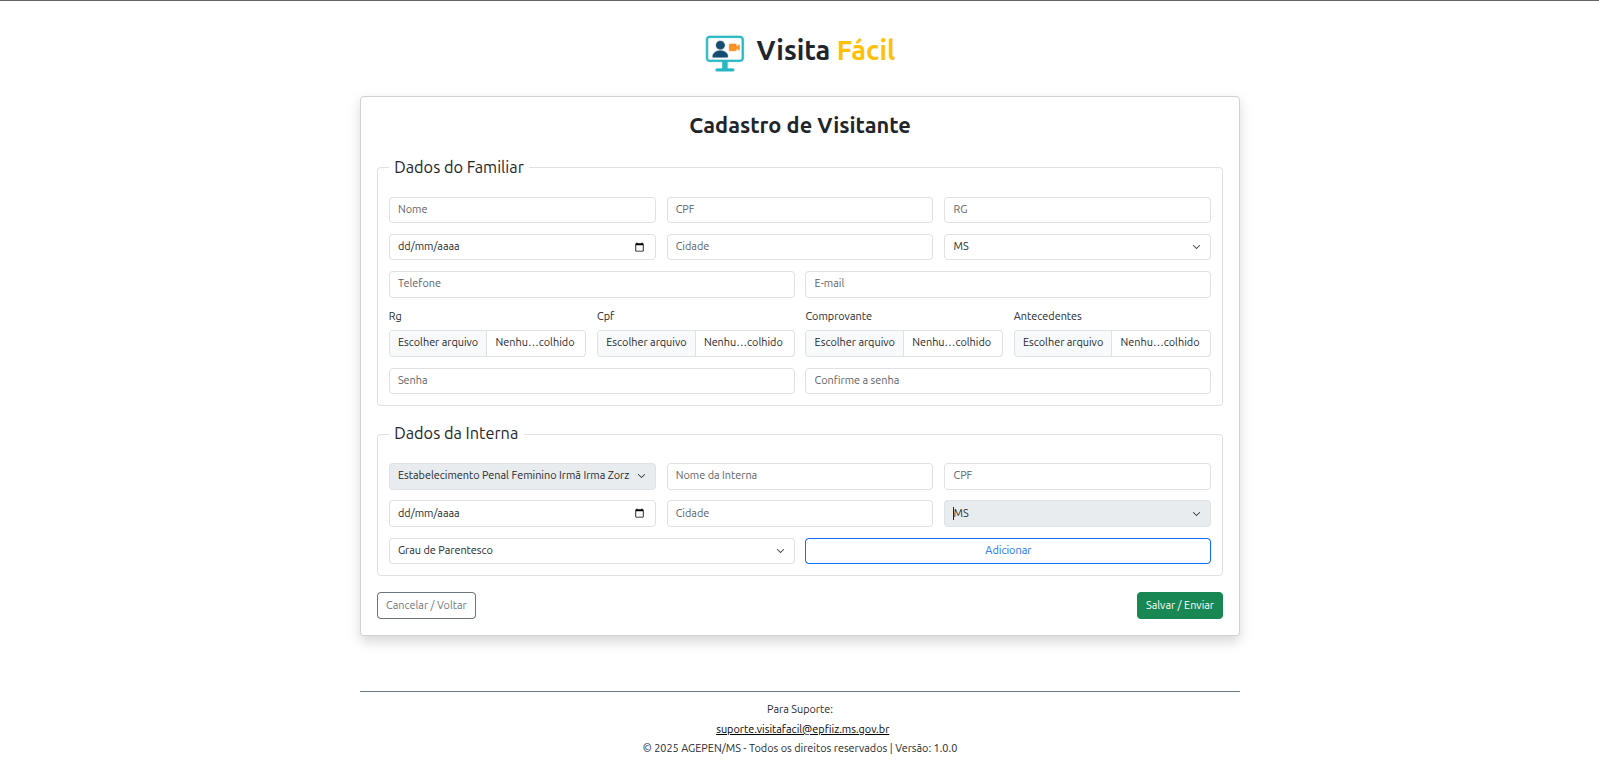 Visita Fácil
Cadastro de Visitante
Dados do Familiar
Nome CPF RG
dd/mm/aaaa Cidade MS
Telefone E-mail
Rg Cpf Comprovante Antecedentes
Escolher arquivo Nenhu...colhido Escolher arquivo Nenhu...colhido Escolher arquivo Nenhu...colhido Escolher arquivo Nenhu...colhido
Senha Confirme a senha
Dados da Interna
Estabelecimento Penal Feminino Irmã Irma Zorz Nome da Interna CPF
dd/mm/aaaa Cidade MS
Grau de Parentesco Adicionar
Cancelar / Voltar Salvar / Enviar
Para Suporte:
suporte.visitafacil@epfiiz.ms.gov.br
© 2025 AGEPEN/MS - Todos os direitos reservados | Versão: 1.0.0